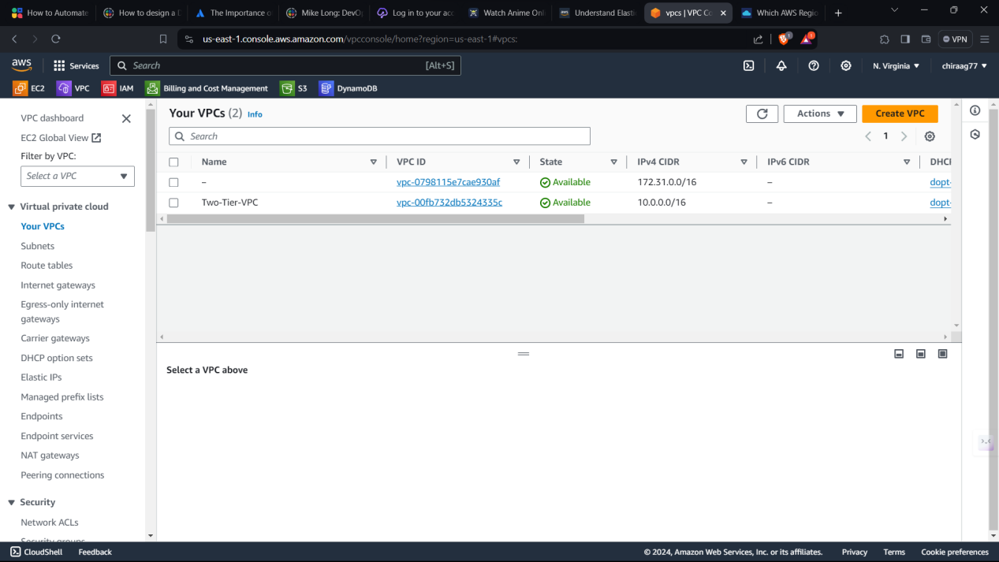 How to Automate
How to design a D
The Importance o
Mike Long: DevO
Log in to your acc
Watch Anime Onl
Understand Elasti
vpcs | VPC Co
Which AWS Regio
us-east-1.console.aws.amazon.com/vpcconsole/home?region=us-east-1#vpcs:
1
1
VPN
aws
Services
Search
[Alt+S]
N. Virginia
chiraag77
EC2
VPC
IAM
Billing and Cost Management
S3
DynamoDB
VPC dashboard
EC2 Global View
Filter by VPC:
Select a VPC
Virtual private cloud
Your VPCs
Subnets
Route tables
Internet gateways
Egress-only internet
gateways
Carrier gateways
DHCP option sets
Elastic IPs
Managed prefix lists
Endpoints
Endpoint services
NAT gateways
Peering connections
Security
Network ACLs
Security groups
Your VPCs (2) Info
Actions
Create VPC
Search
1
Name VPC ID State IPv4 CIDR IPv6 CIDR DHCP
– vpc-0798115e7cae930af Available 172.31.0.0/16 – dopt-
Two-Tier-VPC vpc-00fb732db5324335c Available 10.0.0.0/16 – dopt-
Select a VPC above
CloudShell
Feedback
© 2024, Amazon Web Services, Inc. or its affiliates.
Privacy
Terms
Cookie preferences